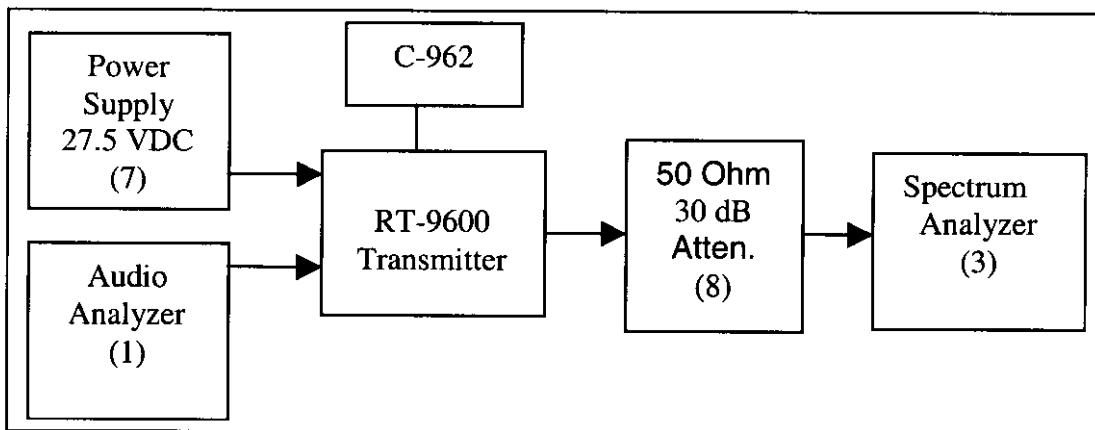 Power
Supply
27.5 VDC
(7)
C-962
Audio
Analyzer
(1)
RT-9600
Transmitter
50 Ohm
30 dB
Atten.
(8)
Spectrum
Analyzer
(3)